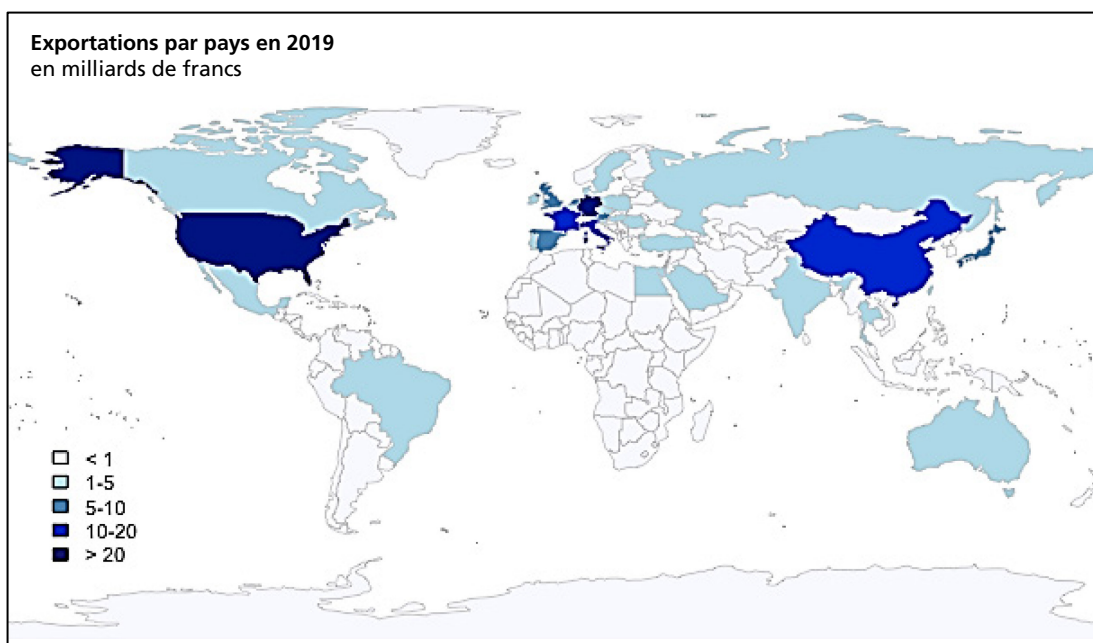 Exportations par pays en 2019
en milliards de francs
< 1
1-5
5-10
10-20
> 20